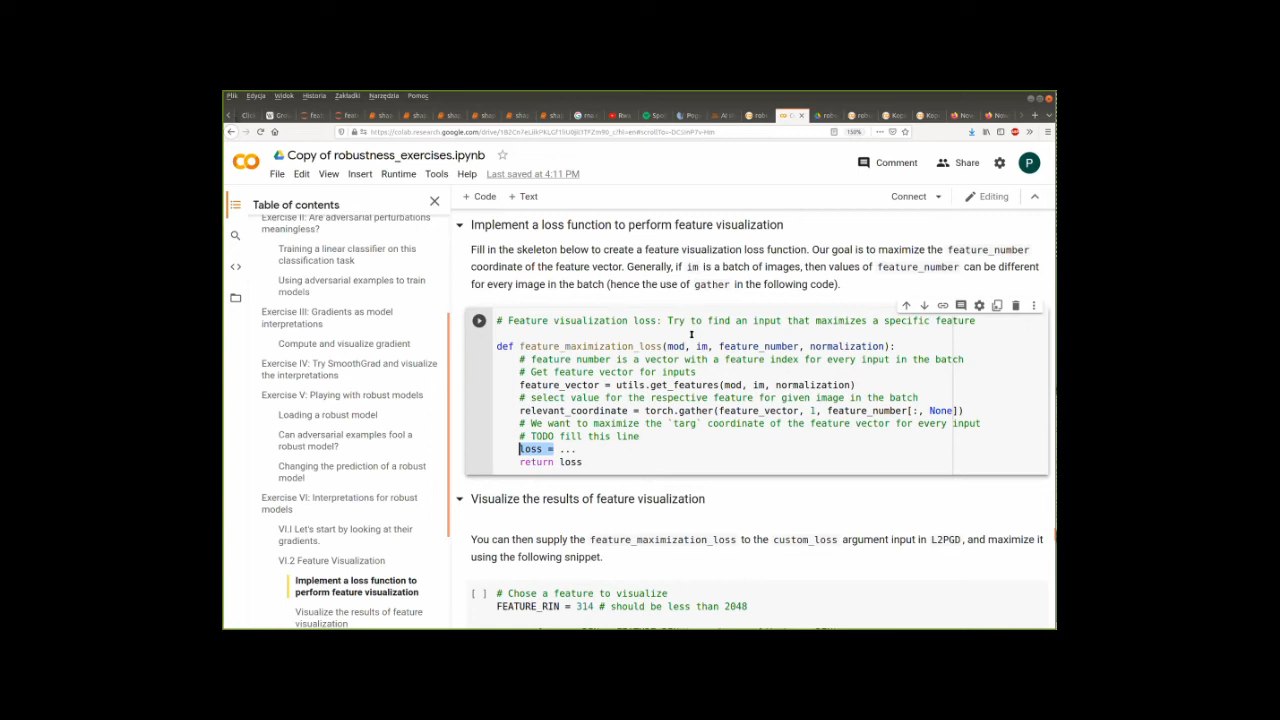 Plik Edycja Widok Historia Zakładki Narzędzia Pomoc
Copy of robustness_exercises.ipynb
Comment Share P
File Edit View Insert Runtime Tools Help Last saved at 4:11 PM
Table of contents
+ Code + Text Connect Editing
Exercise II: Are adversarial perturbations
meaningless?
Training a linear classifier on this
classification task
Using adversarial examples to train
models
Exercise III: Gradients as model
interpretations
Compute and visualize gradient
Exercise IV: Try SmoothGrad and visualize
the interpretations
Exercise V: Playing with robust models
Loading a robust model
Can adversarial examples fool a
robust model?
Changing the prediction of a robust
model
Exercise VI: Interpretations for robust
models
VI.I Let's start by looking at their
gradients.
VI.2 Feature Visualization
Implement a loss function to
perform feature visualization
Visualize the results of feature
visualization
Implement a loss function to perform feature visualization
Fill in the skeleton below to create a feature visualization loss function. Our goal is to maximize the feature_number
coordinate of the feature vector. Generally, if im is a batch of images, then values of feature_number can be different
for every image in the batch (hence the use of gather in the following code).
# Feature visualization loss: Try to find an input that maximizes a specific feature
def feature_maximization_loss(mod, im, feature_number, normalization):
# feature number is a vector with a feature index for every input in the batch
# Get feature vector for inputs
feature_vector = utils.get_features(mod, im, normalization)
# select value for the respective feature for given image in the batch
relevant_coordinate = torch.gather(feature_vector, 1, feature_number[:, None])
# We want to maximize the `targ` coordinate of the feature vector for every input
# TODO fill this line
loss = ...
return loss
Visualize the results of feature visualization
You can then supply the feature_maximization_loss to the custom_loss argument input in L2PGD, and maximize it
using the following snippet.
[ ] # Chose a feature to visualize
FEATURE_RIN = 314 # should be less than 2048